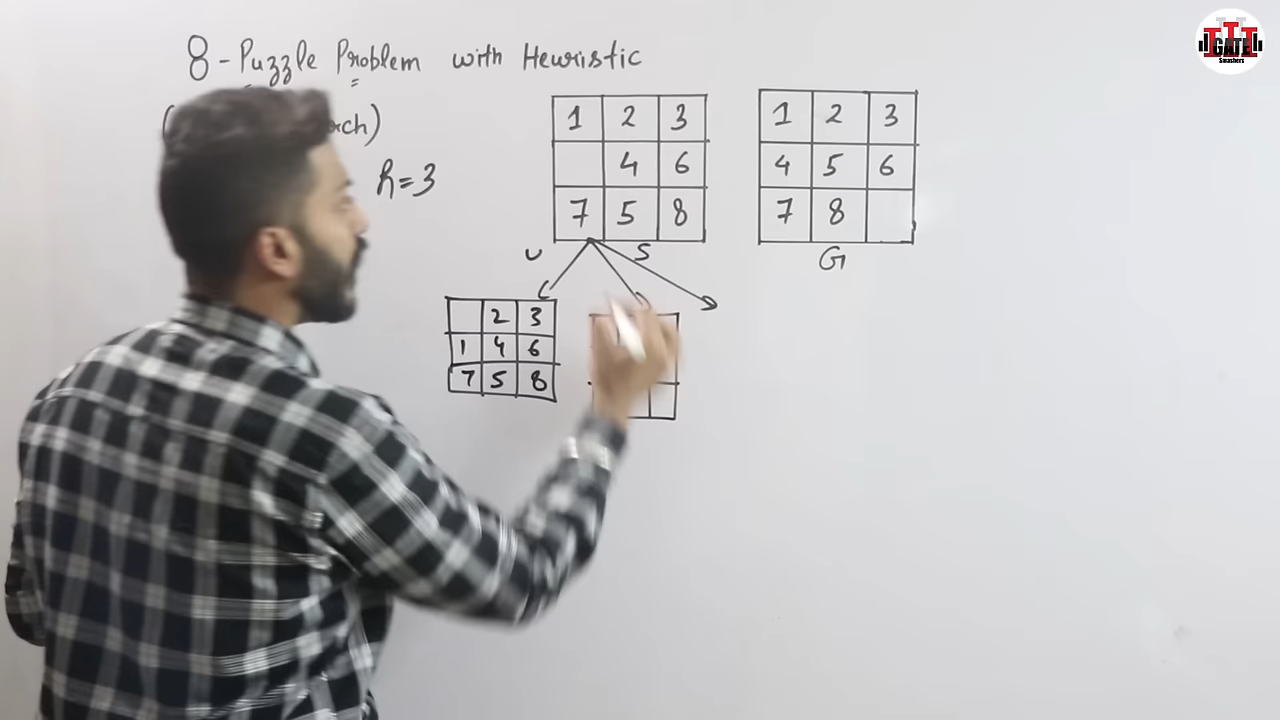 8-Puzzle Problem with Heuristic
rch)
h=3
1 2 3
4 6
7 5 8
S
1 2 3
4 5 6
7 8
G
U
2 3
1 4 6
7 5 8
GATE
Smashers